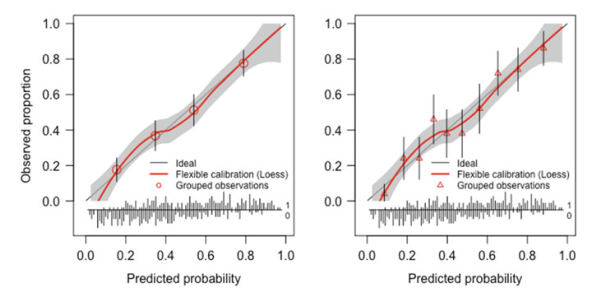 Observed proportion
1.0
0.8
0.6
0.4
0.2
0.0
Ideal
Flexible calibration (Loess)
Grouped observations
1
0
0.0 0.2 0.4 0.6 0.8 1.0
Predicted probability
1.0
0.8
0.6
0.4
0.2
0.0
Ideal
Flexible calibration (Loess)
Grouped observations
1
0
0.0 0.2 0.4 0.6 0.8 1.0
Predicted probability